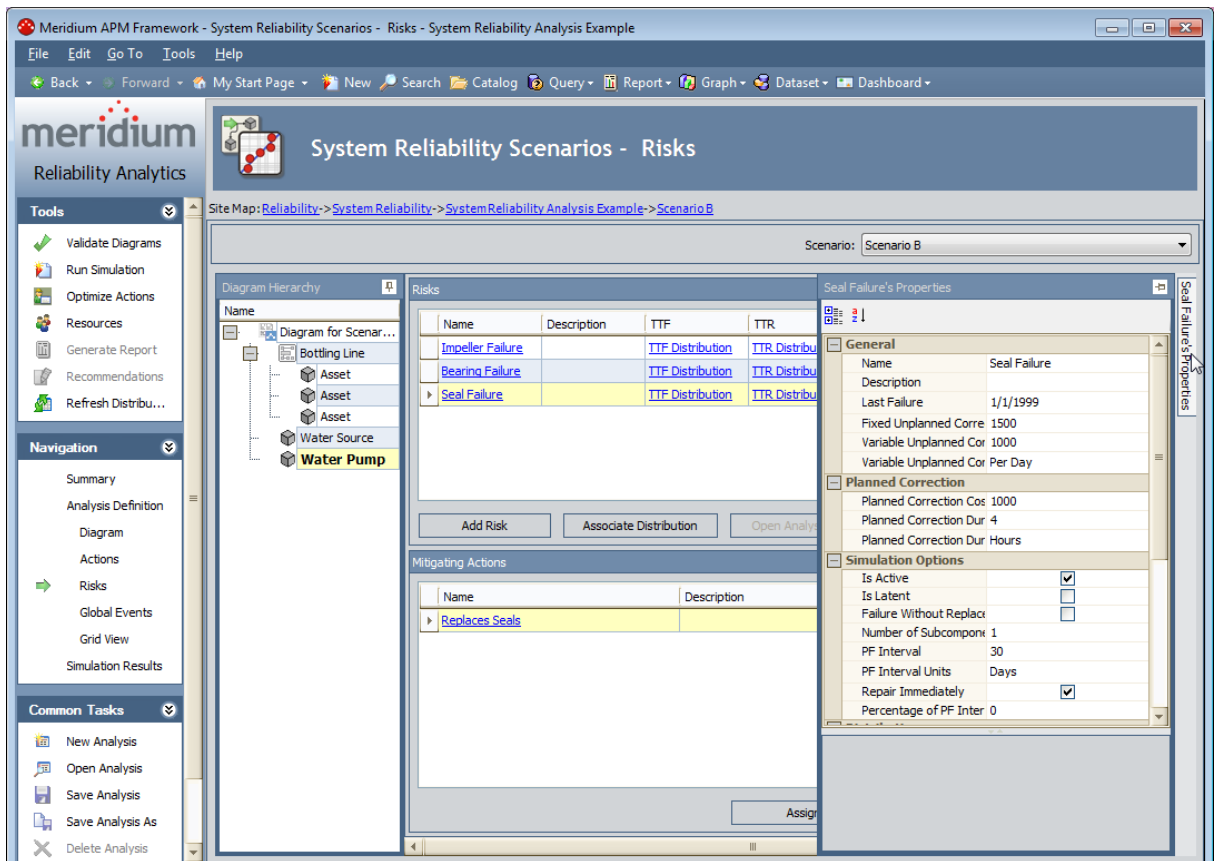 Meridium APM Framework - System Reliability Scenarios - Risks - System Reliability Analysis Example
File Edit Go To Tools Help
Back Forward My Start Page New Search Catalog Query Report Graph Dataset Dashboard
meridium
Reliability Analytics
System Reliability Scenarios - Risks
Site Map: Reliability->System Reliability->System Reliability Analysis Example->Scenario B
Scenario: Scenario B
Tools
Validate Diagrams
Run Simulation
Optimize Actions
Resources
Generate Report
Recommendations
Refresh Distribu...
Navigation
Summary
Analysis Definition
Diagram
Actions
Risks
Global Events
Grid View
Simulation Results
Common Tasks
New Analysis
Open Analysis
Save Analysis
Save Analysis As
Delete Analysis
Diagram Hierarchy
Name
Diagram for Scenar...
Bottling Line
Asset
Asset
Asset
Water Source
Water Pump
Risks
Name Description TTF TTR
Impeller Failure TTF Distribution TTR Distribu
Bearing Failure TTF Distribution TTR Distribu
Seal Failure TTF Distribution TTR Distribu
Add Risk Associate Distribution Open Analys
Mitigating Actions
Name Description
Replaces Seals
Assign
Seal Failure's Properties
General
Name Seal Failure
Description
Last Failure 1/1/1999
Fixed Unplanned Corre 1500
Variable Unplanned Cor 1000
Variable Unplanned Cor Per Day
Planned Correction
Planned Correction Cos 1000
Planned Correction Dur 4
Planned Correction Dur Hours
Simulation Options
Is Active
Is Latent
Failure Without Replace
Number of Subcompone 1
PF Interval 30
PF Interval Units Days
Repair Immediately
Percentage of PF Inter 0
Seal Failure's Properties